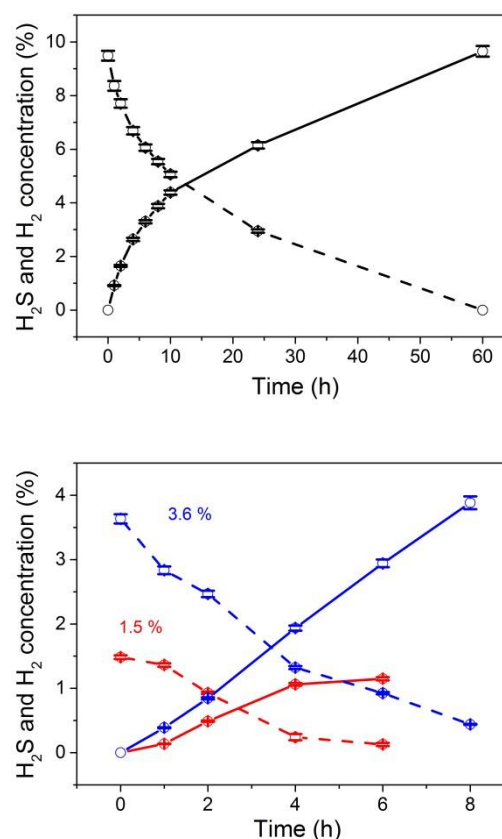 H₂S and H₂ concentration (%)
10
8
6
4
2
0
0 10 20 30 40 50 60
Time (h)
H₂S and H₂ concentration (%)
4
3
2
1
0
3.6 %
1.5 %
0 2 4 6 8
Time (h)